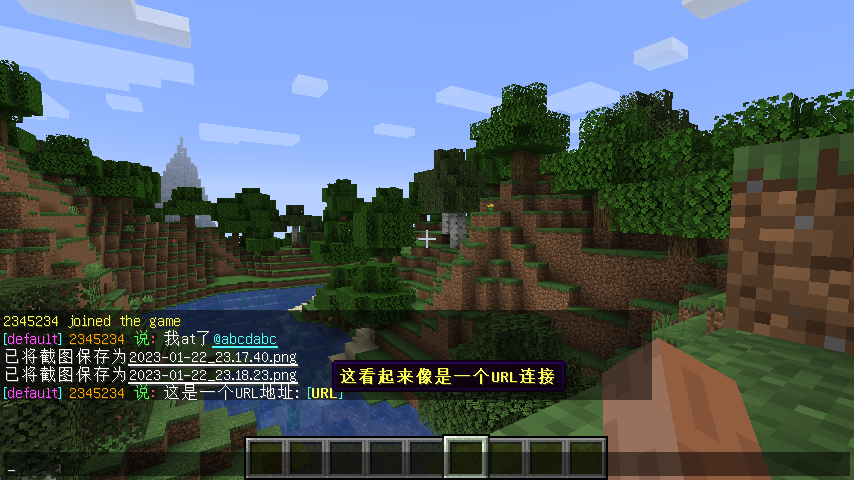 2345234 joined the game
[default] 2345234 说: 我at了@abcdabc
已将截图保存为2023-01-22_23.17.40.png
已将截图保存为2023-01-22_23.18.23.png
这看起来像是一个URL连接
[default] 2345234 说: 这是一个URL地址: [URL]
_